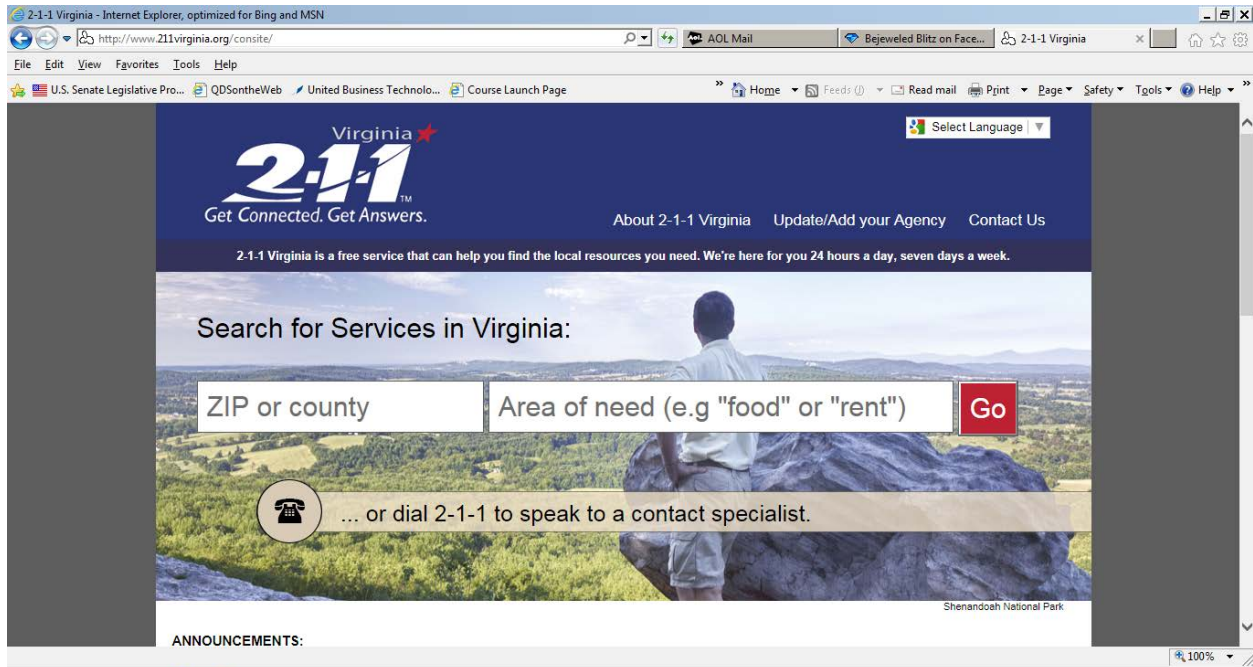 2-1-1 Virginia - Internet Explorer, optimized for Bing and MSN
http://www.211virginia.org/consite/
AOL Mail
Bejeweled Blitz on Face...
2-1-1 Virginia
File Edit View Favorites Tools Help
U.S. Senate Legislative Pro... QDSontheWeb United Business Technolo... Course Launch Page » Home Feeds (J) Read mail Print Page Safety Tools Help »
Select Language
Virginia
2-1-1
TM
Get Connected. Get Answers.
About 2-1-1 Virginia Update/Add your Agency Contact Us
2-1-1 Virginia is a free service that can help you find the local resources you need. We're here for you 24 hours a day, seven days a week.
Search for Services in Virginia:
ZIP or county Area of need (e.g "food" or "rent") Go
... or dial 2-1-1 to speak to a contact specialist.
Shenandoah National Park
ANNOUNCEMENTS:
100%